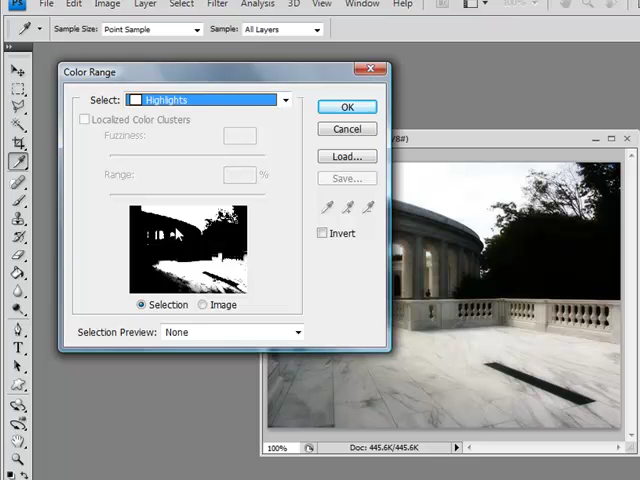 Ps File Edit Image Layer Select Filter Analysis 3D View Window Help
Sample Size: Point Sample Sample: All Layers
Color Range
Select: Highlights
Localized Color Clusters
Fuzziness:
Range: %
OK
Cancel
Load...
Save...
Invert
Selection Image
Selection Preview: None
/8#)
100% Doc: 445.6K/445.6K